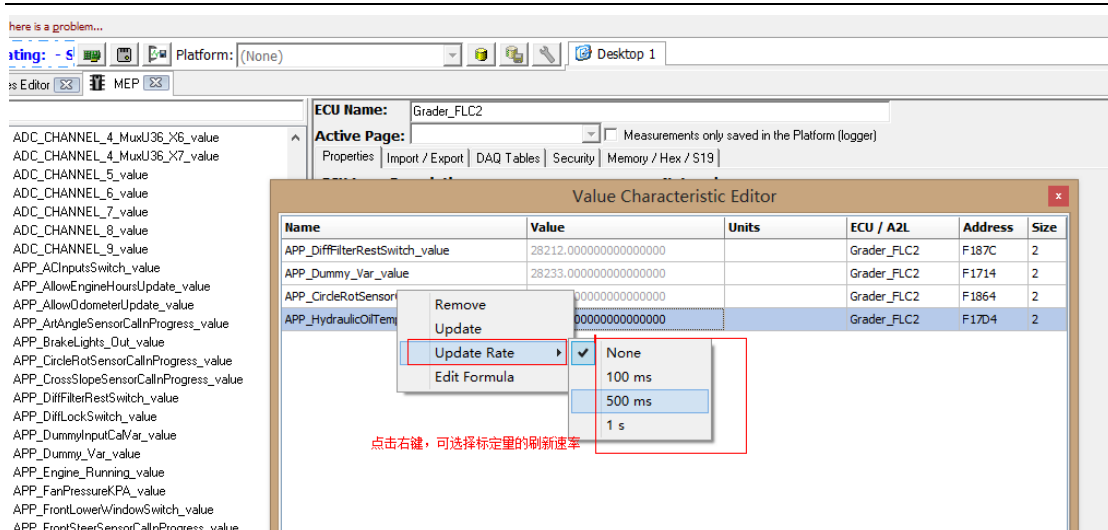 here is a problem...
ating: - S Platform: (None) Desktop 1
es Editor MEP
ECU Name: Grader_FLC2
Active Page: Measurements only saved in the Platform (logger)
Properties Import / Export DAQ Tables Security Memory / Hex / S19
ADC_CHANNEL_4_MuxU36_X6_value
ADC_CHANNEL_4_MuxU36_X7_value
ADC_CHANNEL_5_value
ADC_CHANNEL_6_value
ADC_CHANNEL_7_value
ADC_CHANNEL_8_value
ADC_CHANNEL_9_value
APP_ACInputsSwitch_value
APP_AllowEngineHoursUpdate_value
APP_AllowOdometerUpdate_value
APP_ArtAngleSensorCalInProgress_value
APP_BrakeLights_Out_value
APP_CircleRotSensorCalInProgress_value
APP_CrossSlopeSensorCalInProgress_value
APP_DiffFilterRestSwitch_value
APP_DiffLockSwitch_value
APP_DummyInputCalVar_value
APP_Dummy_Var_value
APP_Engine_Running_value
APP_FanPressureKPA_value
APP_FrontLowerWindowSwitch_value
APP_FrontSteerSensorCalInProgress_value
Value Characteristic Editor
Name Value Units ECU / A2L Address Size
APP_DiffFilterRestSwitch_value 28212.000000000000000 Grader_FLC2 F187C 2
APP_Dummy_Var_value 28233.000000000000000 Grader_FLC2 F1714 2
APP_CircleRotSensor Grader_FLC2 F1864 2
APP_HydraulicOilTemp Grader_FLC2 F17D4 2
Remove
Update
Update Rate
Edit Formula
None
100 ms
500 ms
1 s
点击右键，可选择标定量的刷新速率